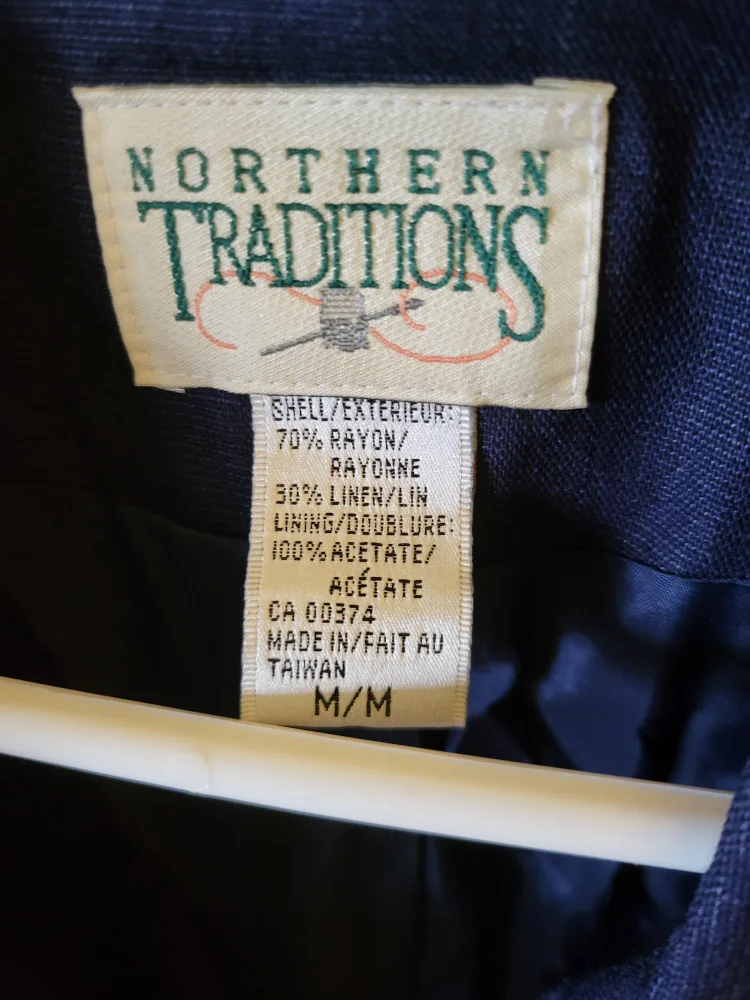 NORTHERN
TRADITIONS
SHELL/EXTERIEUR:
70% RAYON/
RAYONNE
30% LINEN/LIN
LINING/DOUBLURE:
100% ACETATE/
ACÉTATE
CA 00374
MADE IN/FAIT AU
TAIWAN
M/M